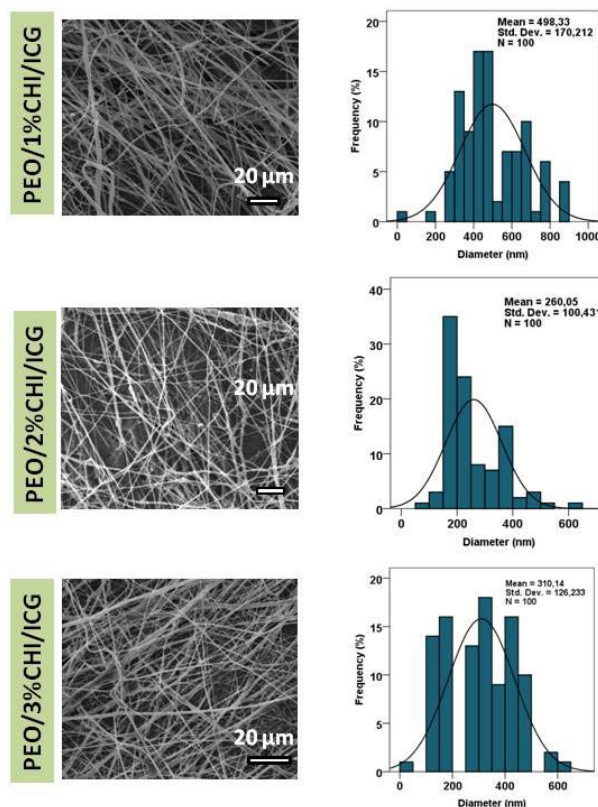 PEO/1%CHI/ICG
20 µm
Mean = 498,33
Std. Dev. = 170,212
N = 100
Frequency (%)
20
15
10
5
0
0 200 400 600 800 1000
Diameter (nm)
PEO/2%CHI/ICG
20 µm
Mean = 260,05
Std. Dev. = 100,431
N = 100
Frequency (%)
40
30
20
10
0
0 200 400 600
Diameter (nm)
PEO/3%CHI/ICG
20 µm
Mean = 310,14
Std. Dev. = 126,233
N = 100
Frequency (%)
20
15
10
5
0
0 200 400 600
Diameter (nm)